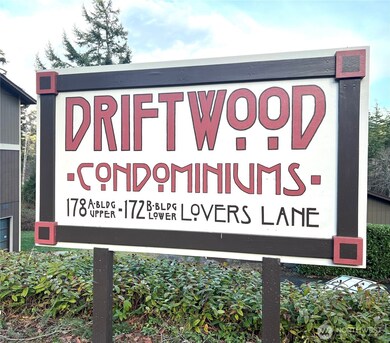 DRIFTWOOD
·CONDOMINIUMS·
178 A·BLDG UPPER - 172 B·BLDG LOWER LOVERS LANE